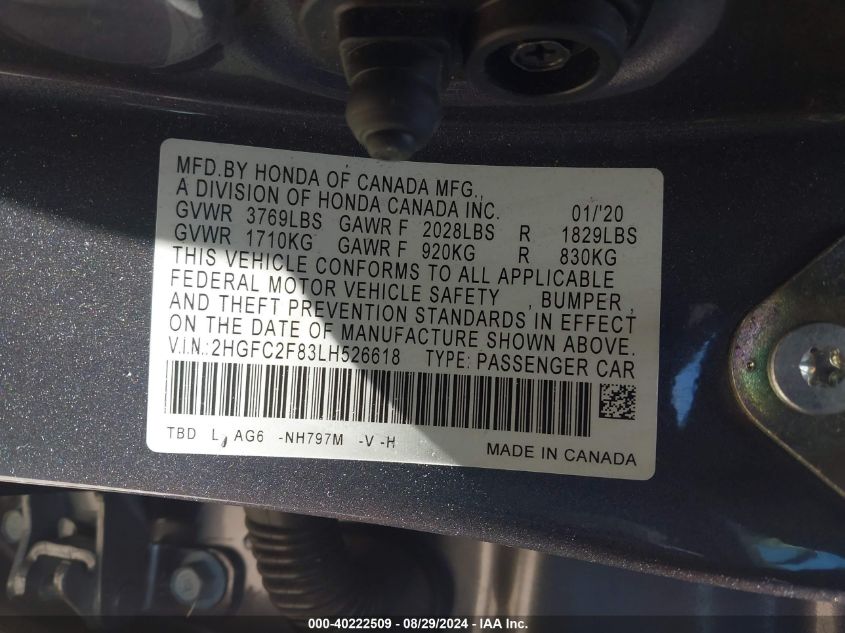 MFD.BY HONDA OF CANADA MFG.,
A DIVISION OF HONDA CANADA INC. 01/'20
GVWR 3769LBS GAWR F 2028LBS R 1829LBS
GVWR 1710KG GAWR F 920KG R 830KG
THIS VEHICLE CONFORMS TO ALL APPLICABLE
FEDERAL MOTOR VEHICLE SAFETY , BUMPER ,
AND THEFT PREVENTION STANDARDS IN EFFECT
ON THE DATE OF MANUFACTURE SHOWN ABOVE.
V.I.N.:2HGFC2F83LH526618 TYPE: PASSENGER CAR
TBD L, AG6 -NH797M -V -H
MADE IN CANADA
000-40222509 - 08/29/2024 - IAA Inc.